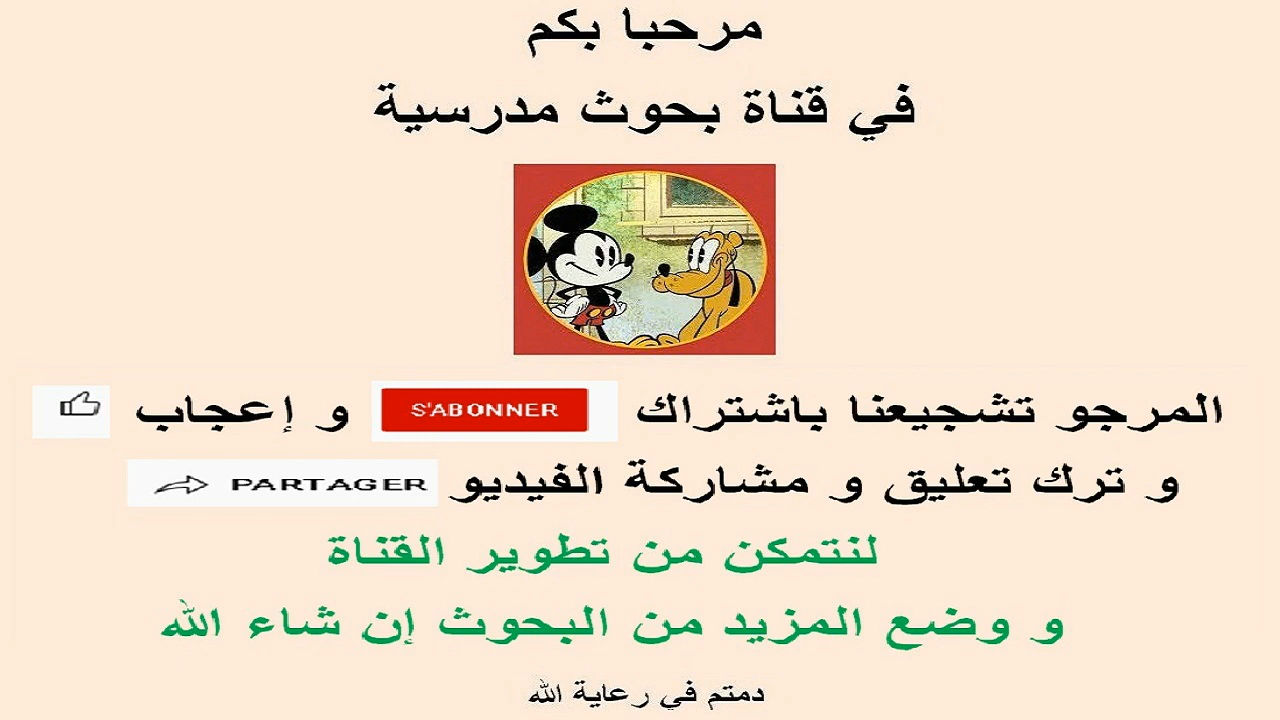 مرحبا بكم
في قناة بحوث مدرسية
المرجو تشجيعنا باشتراك S'ABONNER و إعجاب
و ترك تعليق و مشاركة الفيديو PARTAGER
لنتمكن من تطوير القناة
و وضع المزيد من البحوث إن شاء الله
دمتم في رعاية الله